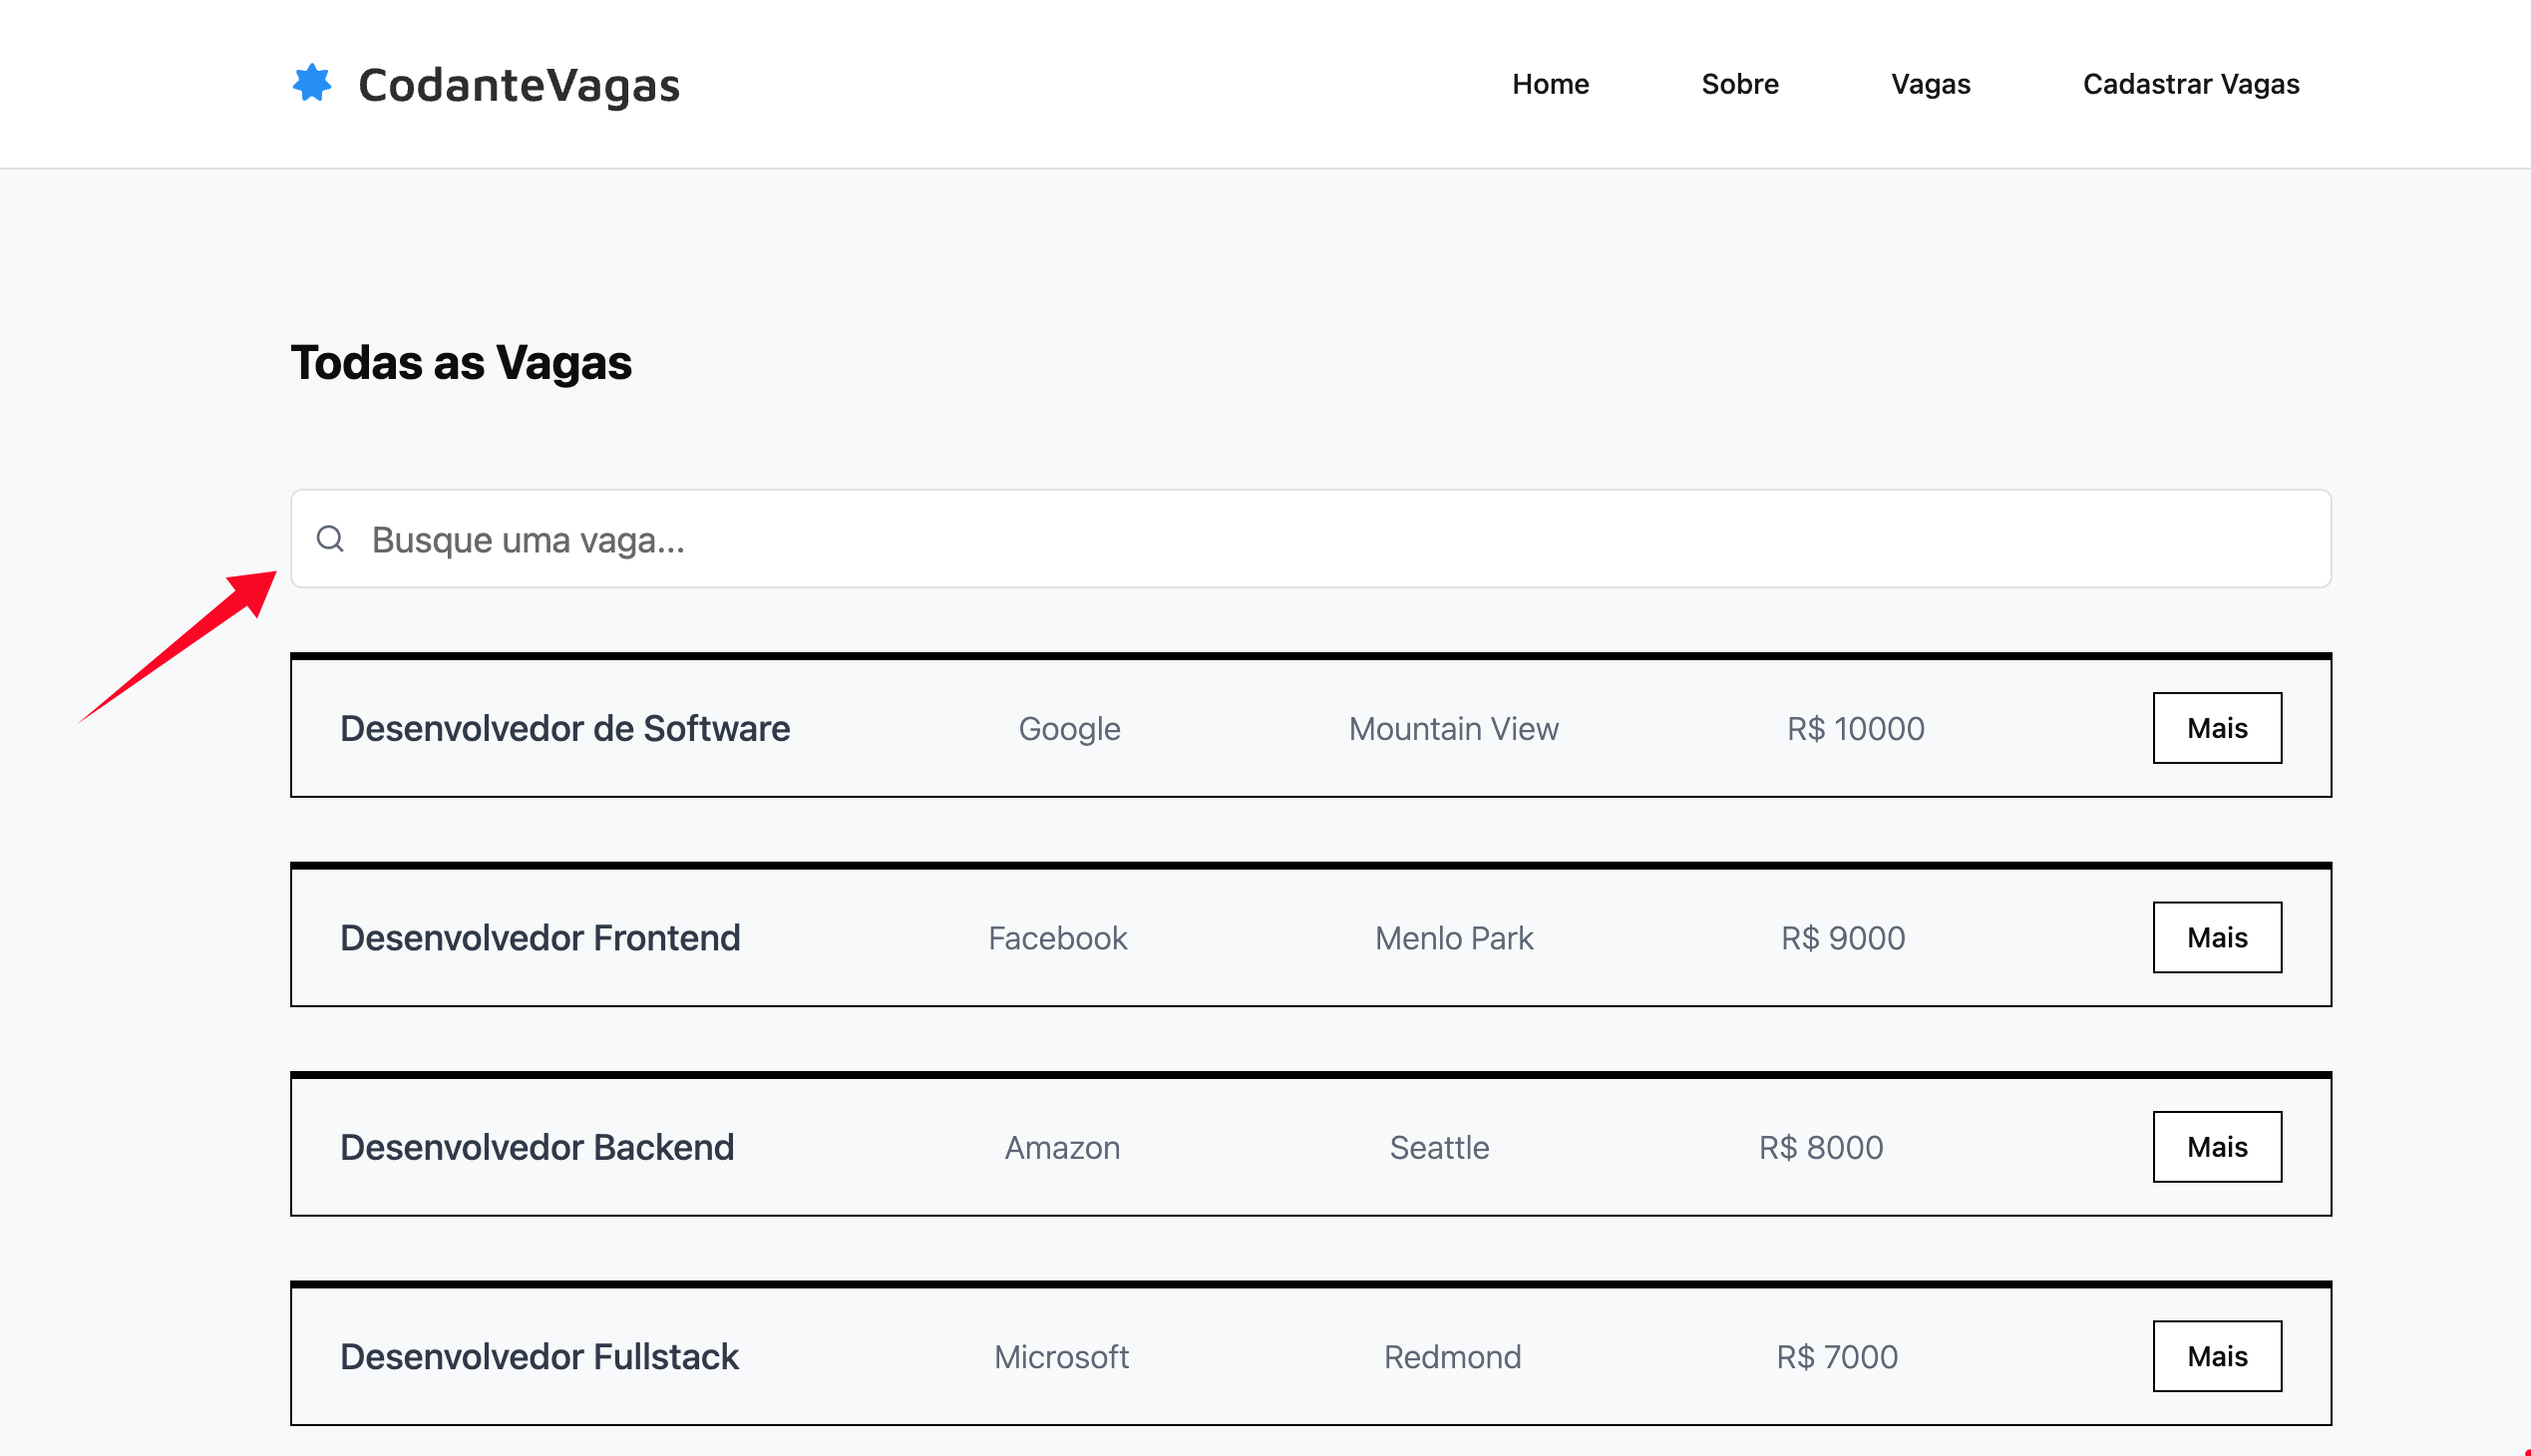 CodanteVagas
Home Sobre Vagas Cadastrar Vagas
Todas as Vagas
Busque uma vaga...
Desenvolvedor de Software Google Mountain View R$ 10000 Mais
Desenvolvedor Frontend Facebook Menlo Park R$ 9000 Mais
Desenvolvedor Backend Amazon Seattle R$ 8000 Mais
Desenvolvedor Fullstack Microsoft Redmond R$ 7000 Mais